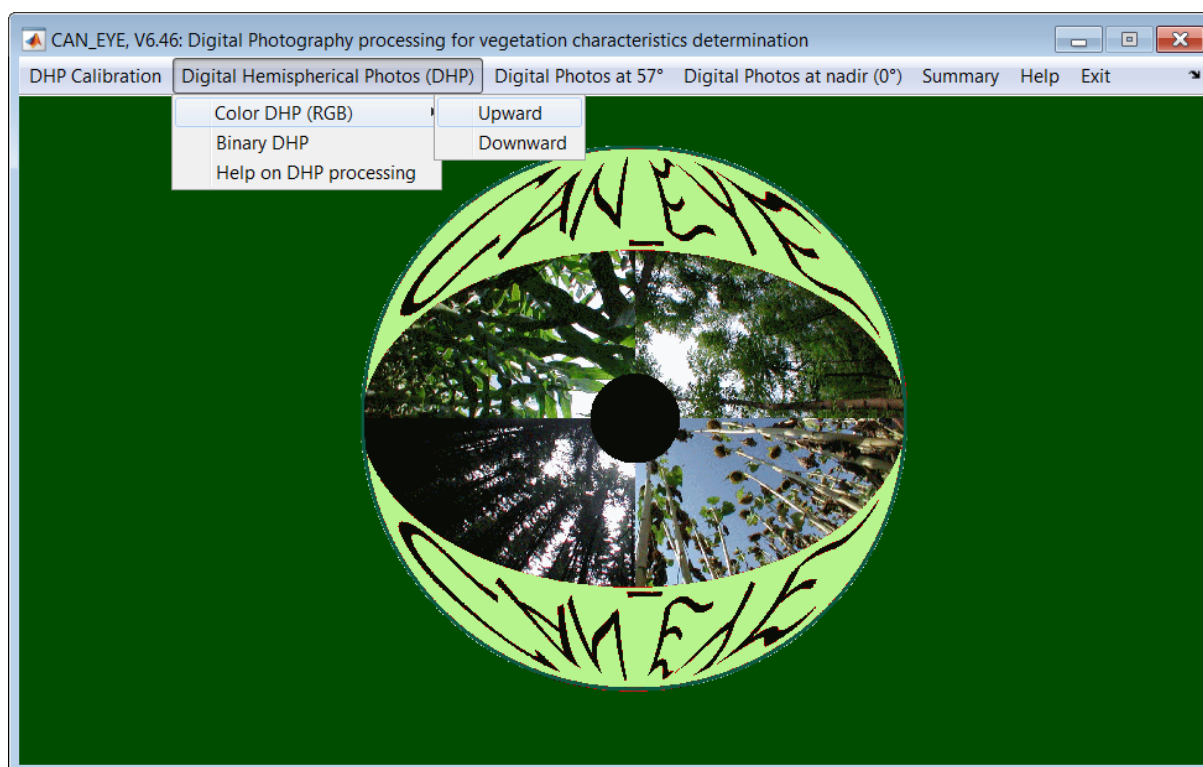 CAN_EYE, V6.46: Digital Photography processing for vegetation characteristics determination
DHP Calibration Digital Hemispherical Photos (DHP) Digital Photos at 57° Digital Photos at nadir (0°) Summary Help Exit
Color DHP (RGB) Upward
Binary DHP Downward
Help on DHP processing
CAN_EYE
CAN_EYE